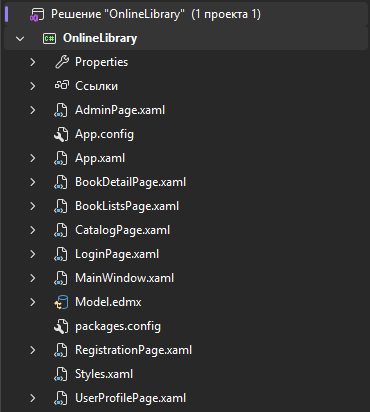 Решение "OnlineLibrary" (1 проекта 1)
C# OnlineLibrary
Properties
Ссылки
AdminPage.xaml
App.config
App.xaml
BookDetailPage.xaml
BookListsPage.xaml
CatalogPage.xaml
LoginPage.xaml
MainWindow.xaml
Model.edmx
packages.config
RegistrationPage.xaml
Styles.xaml
UserProfilePage.xaml